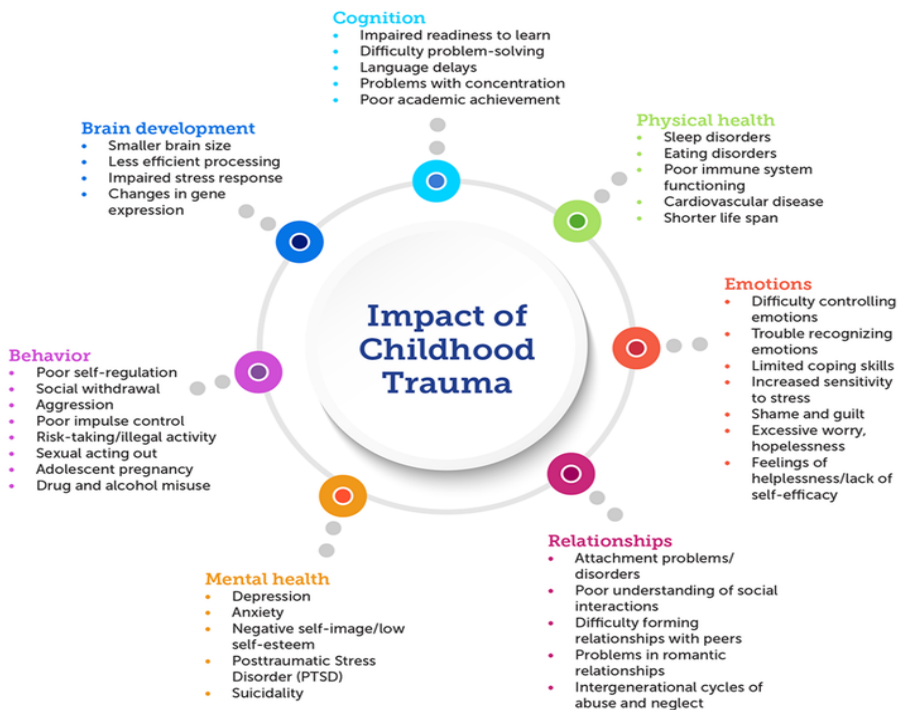 Cognition
• Impaired readiness to learn
• Difficulty problem-solving
• Language delays
• Problems with concentration
• Poor academic achievement
Physical health
• Sleep disorders
• Eating disorders
• Poor immune system
functioning
• Cardiovascular disease
• Shorter life span
Emotions
• Difficulty controlling
emotions
• Trouble recognizing
emotions
• Limited coping skills
• Increased sensitivity
to stress
• Shame and guilt
• Excessive worry,
hopelessness
• Feelings of
helplessness/lack of
self-efficacy
Relationships
• Attachment problems/
disorders
• Poor understanding of social
interactions
• Difficulty forming
relationships with peers
• Problems in romantic
relationships
• Intergenerational cycles of
abuse and neglect
Mental health
• Depression
• Anxiety
• Negative self-image/low
self-esteem
• Posttraumatic Stress
Disorder (PTSD)
• Suicidality
Behavior
• Poor self-regulation
• Social withdrawal
• Aggression
• Poor impulse control
• Risk-taking/illegal activity
• Sexual acting out
• Adolescent pregnancy
• Drug and alcohol misuse
Brain development
• Smaller brain size
• Less efficient processing
• Impaired stress response
• Changes in gene
expression
Impact of
Childhood
Trauma